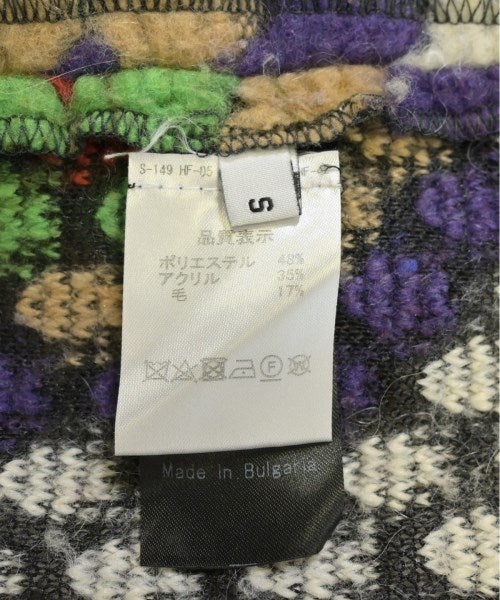 S-149 HF-05
S
品質表示
ポリエステル 48%
アクリル 35%
毛 17%
Made in Bulgaria